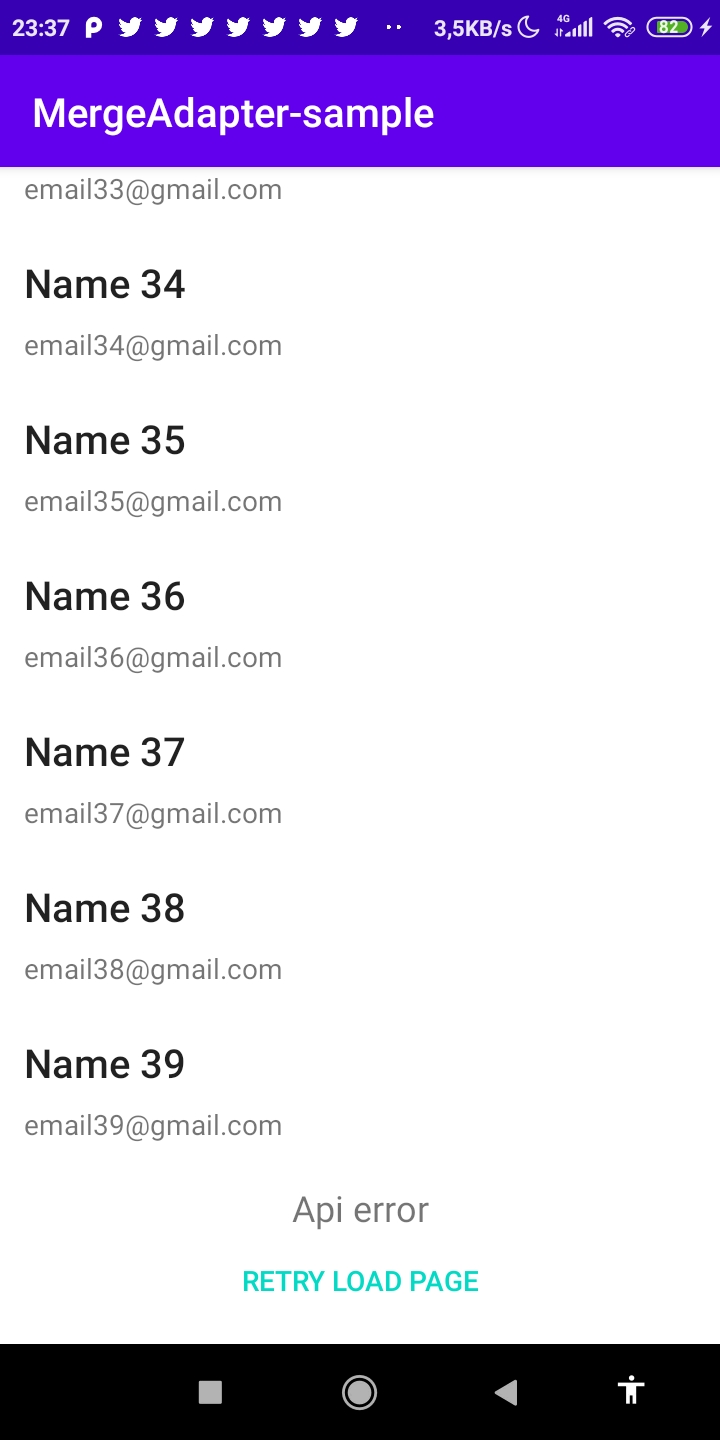 23:37 3,5KB/s 4G 82
MergeAdapter-sample
email33@gmail.com
Name 34
email34@gmail.com
Name 35
email35@gmail.com
Name 36
email36@gmail.com
Name 37
email37@gmail.com
Name 38
email38@gmail.com
Name 39
email39@gmail.com
Api error
RETRY LOAD PAGE